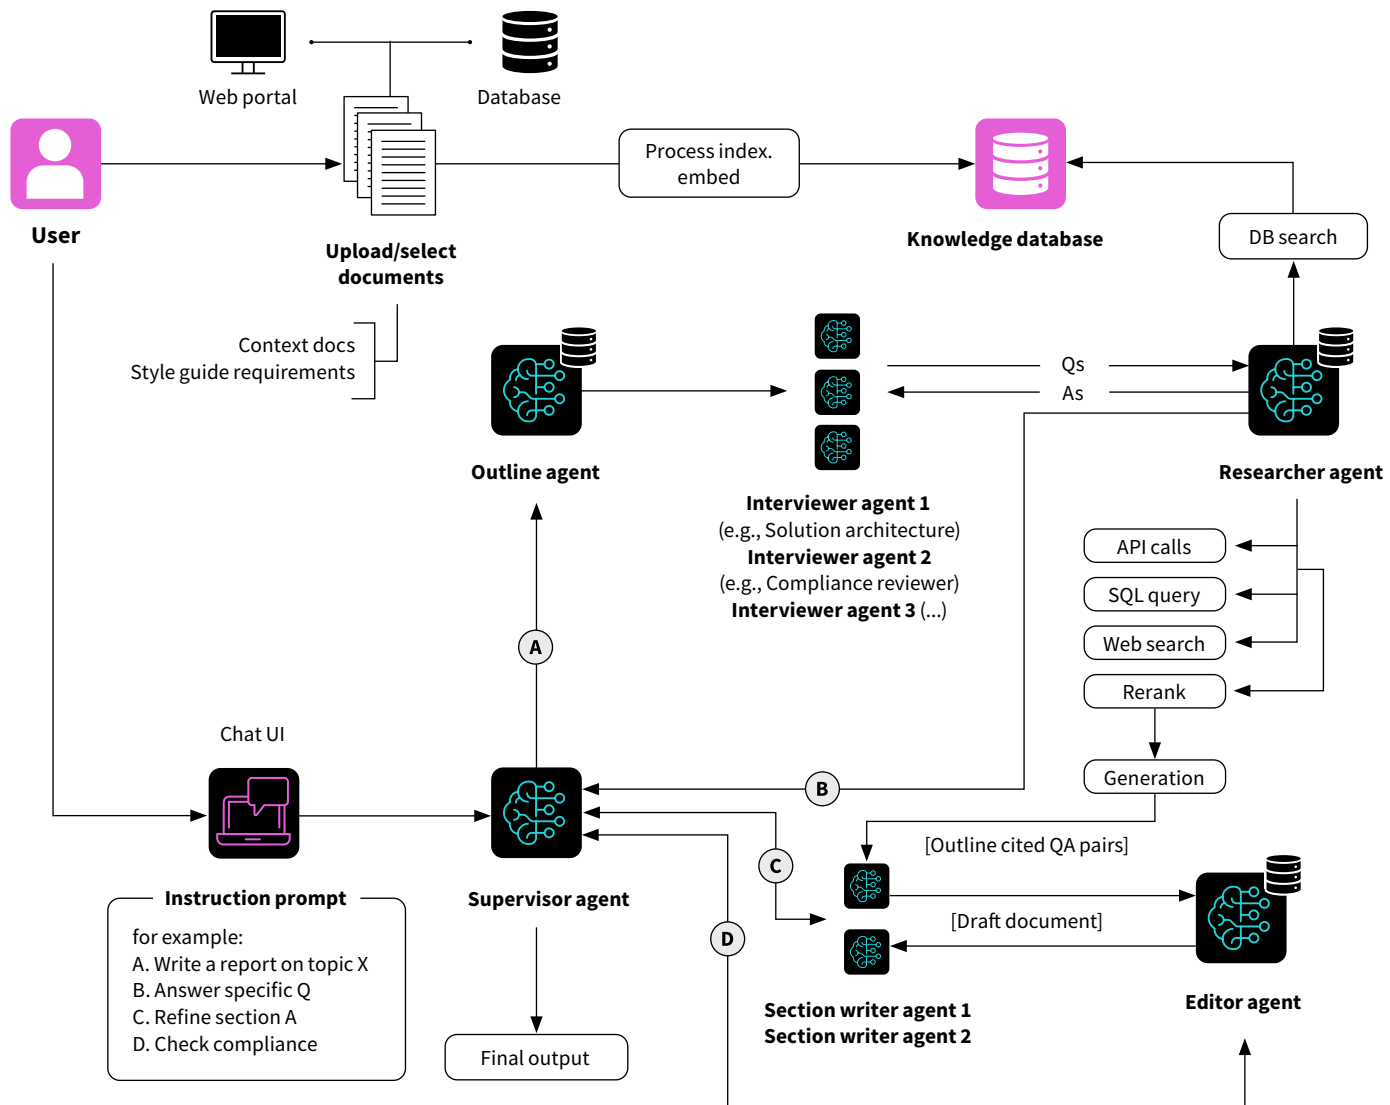 Web portal
Database
Process index.
embed
User
Upload/select
documents
Knowledge database
DB search
Context docs
Style guide requirements
Qs
As
Outline agent
Researcher agent
Interviewer agent 1
(e.g., Solution architecture)
Interviewer agent 2
(e.g., Compliance reviewer)
Interviewer agent 3 (...)
API calls
SQL query
Web search
Rerank
Generation
A
Chat UI
B
[Outline cited QA pairs]
C
Supervisor agent
Instruction prompt
for example:
A. Write a report on topic X
B. Answer specific Q
C. Refine section A
D. Check compliance
D
[Draft document]
Section writer agent 1
Section writer agent 2
Editor agent
Final output